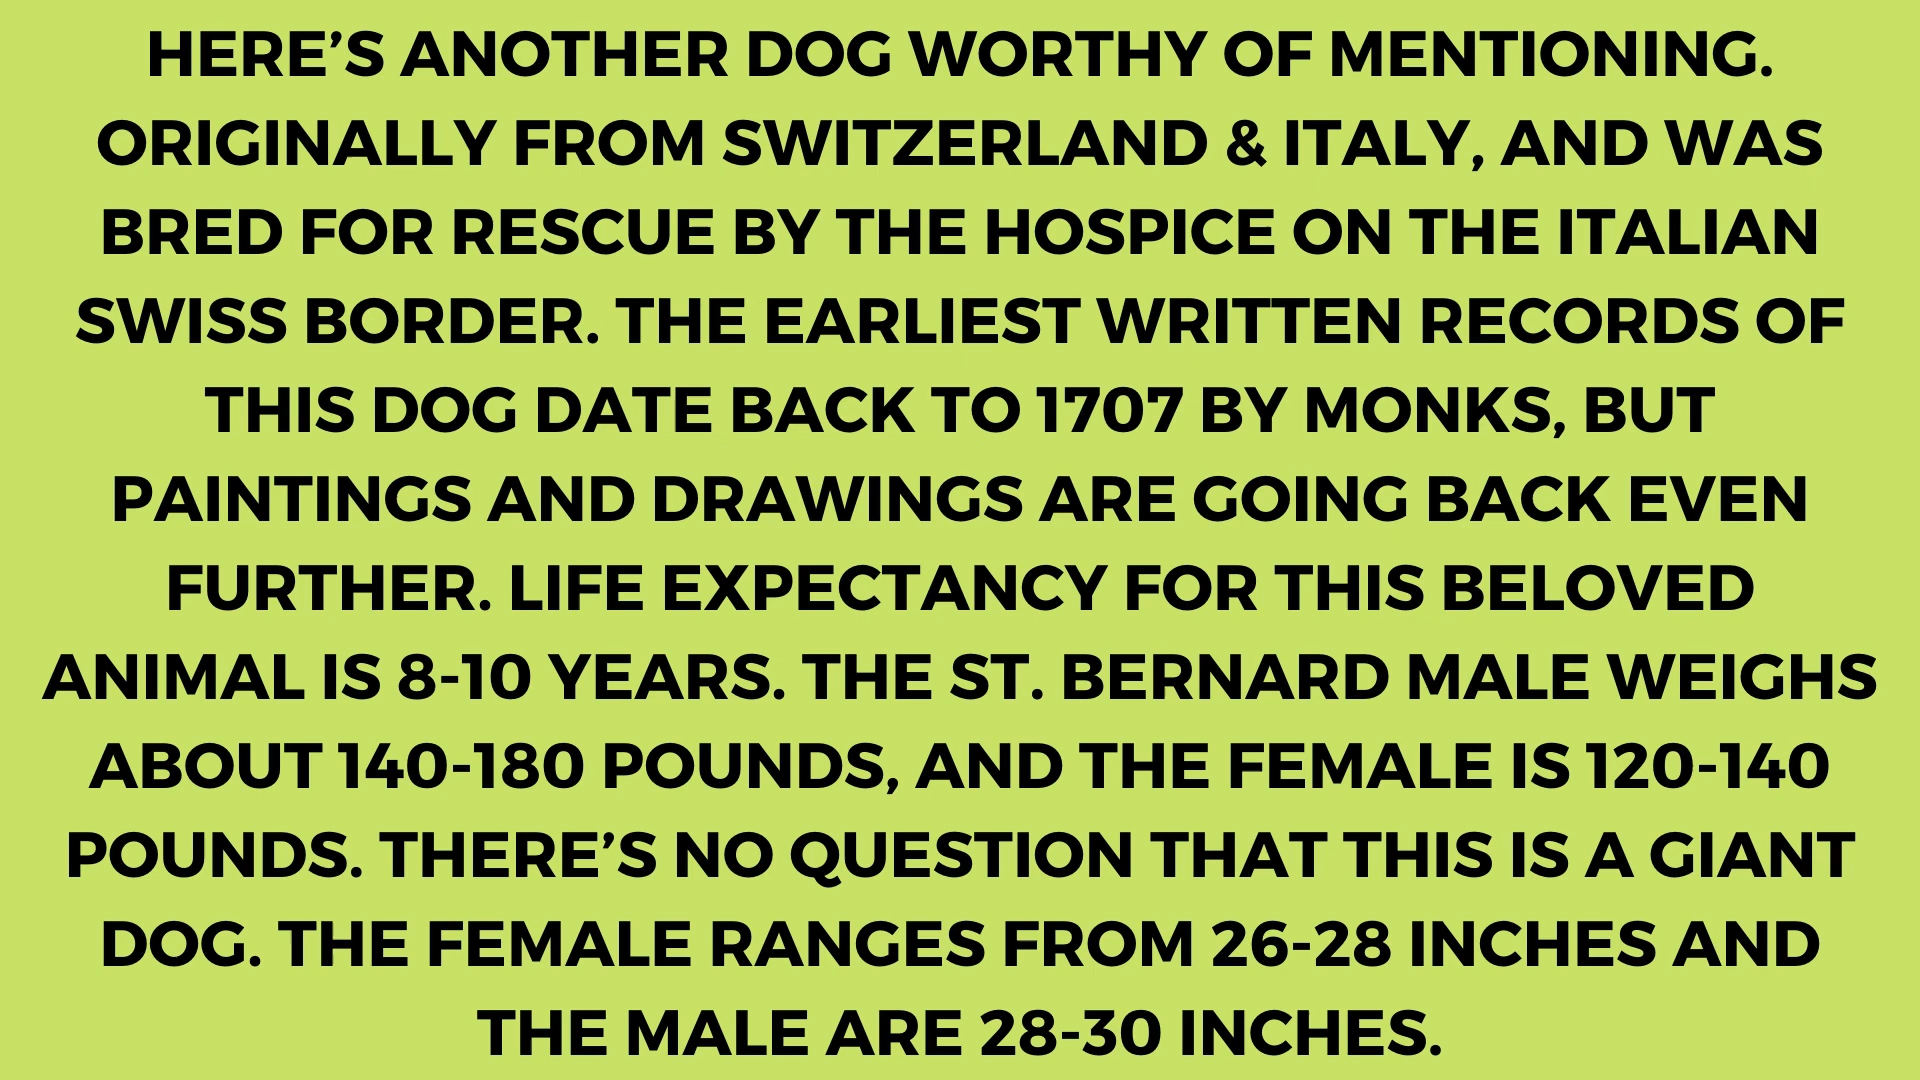 HERE’S ANOTHER DOG WORTHY OF MENTIONING.
ORIGINALLY FROM SWITZERLAND & ITALY, AND WAS
BRED FOR RESCUE BY THE HOSPICE ON THE ITALIAN
SWISS BORDER. THE EARLIEST WRITTEN RECORDS OF
THIS DOG DATE BACK TO 1707 BY MONKS, BUT
PAINTINGS AND DRAWINGS ARE GOING BACK EVEN
FURTHER. LIFE EXPECTANCY FOR THIS BELOVED
ANIMAL IS 8-10 YEARS. THE ST. BERNARD MALE WEIGHS
ABOUT 140-180 POUNDS, AND THE FEMALE IS 120-140
POUNDS. THERE’S NO QUESTION THAT THIS IS A GIANT
DOG. THE FEMALE RANGES FROM 26-28 INCHES AND
THE MALE ARE 28-30 INCHES.